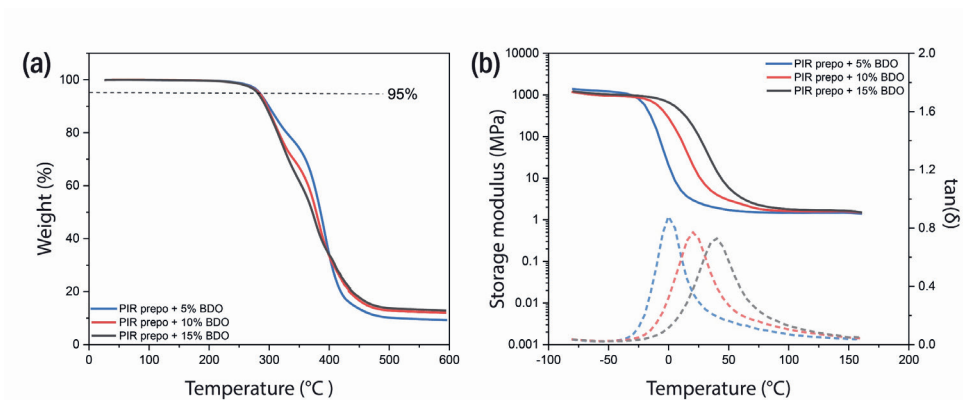 (a)
Weight (%)
100
80
60
40
20
0
95%
PIR prepo + 5% BDO
PIR prepo + 10% BDO
PIR prepo + 15% BDO
0
100
200
300
400
500
600
Temperature (°C )
(b)
Storage modulus (MPa)
10000
1000
100
10
1
0.1
0.01
0.001
PIR prepo + 5% BDO
PIR prepo + 10% BDO
PIR prepo + 15% BDO
2.0
1.6
1.2
0.8
0.4
0.0
tan(δ)
-100
-50
0
50
100
150
200
Temperature (°C)